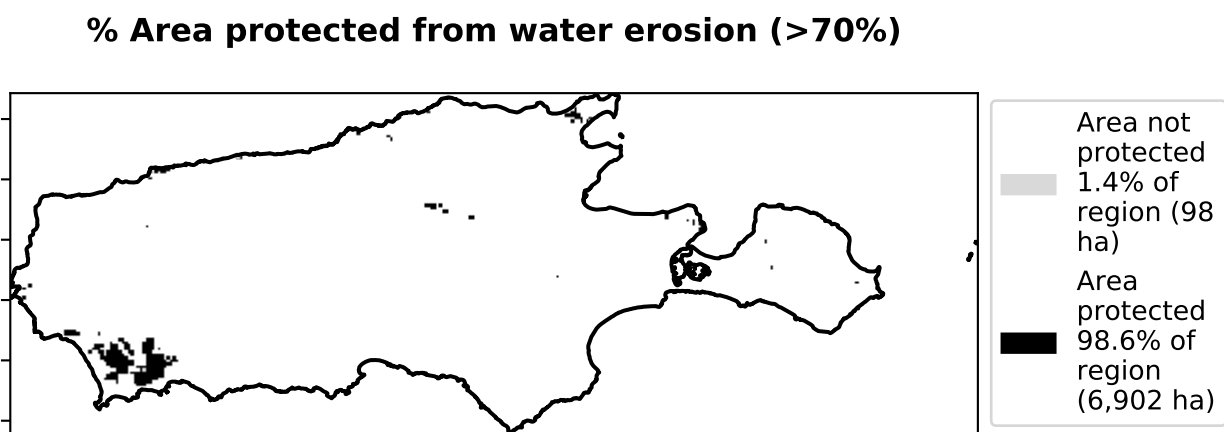 % Area protected from water erosion (>70%)
Area not
protected
1.4% of
region (98
ha)
Area
protected
98.6% of
region
(6,902 ha)